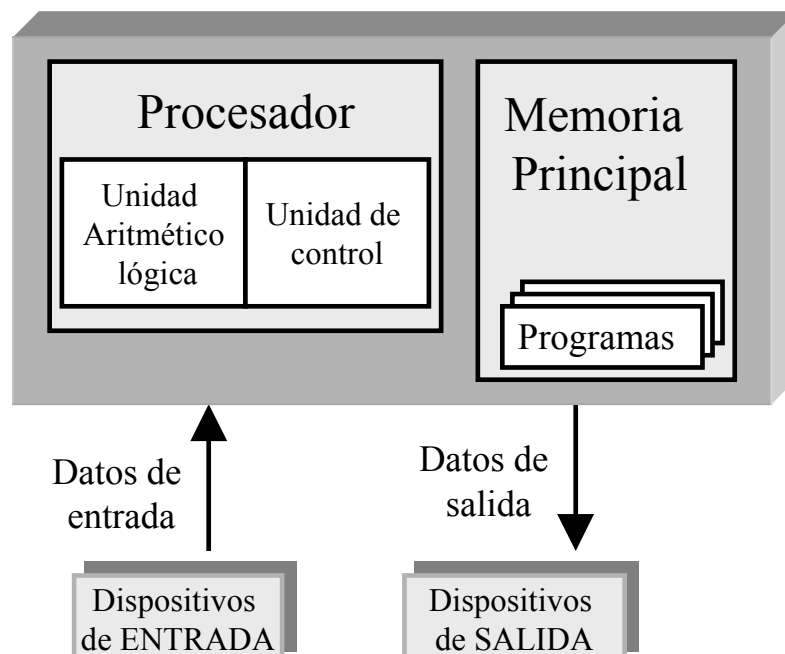 Procesador
Unidad
Aritmético
lógica
Unidad de
control
Memoria
Principal
Programas
Datos de
entrada
Datos de
salida
Dispositivos
de ENTRADA
Dispositivos
de SALIDA